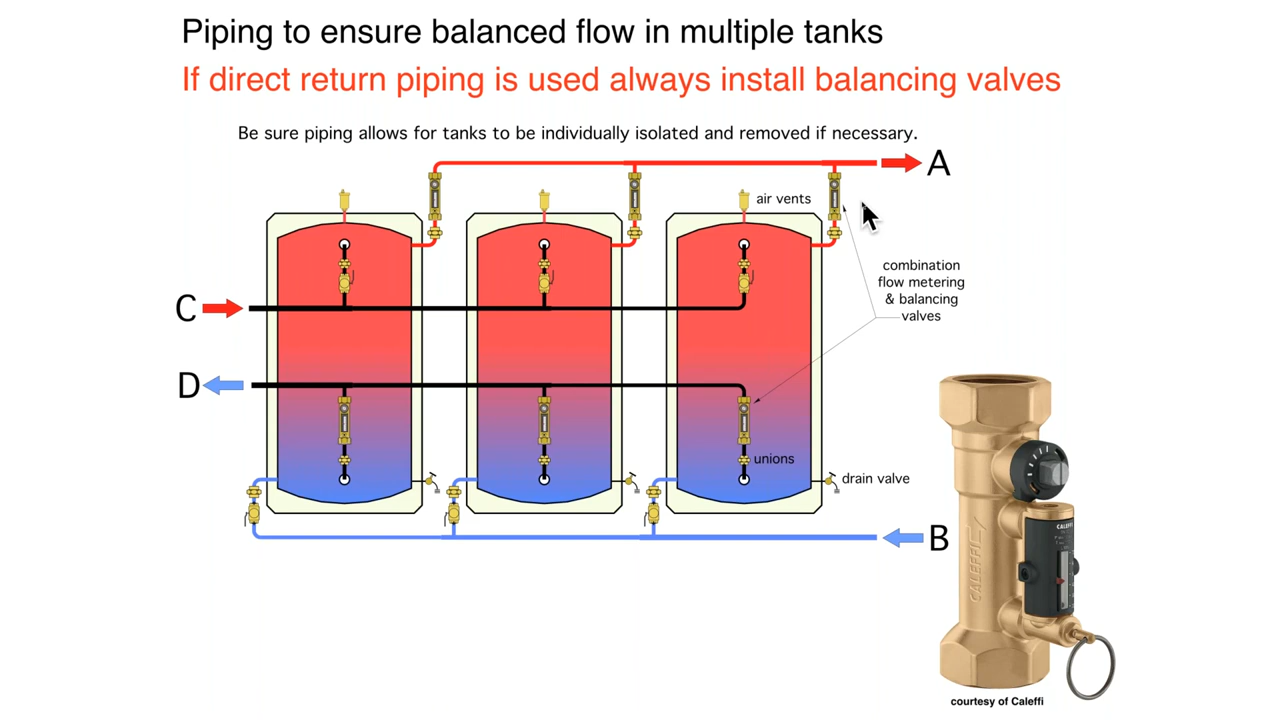 Piping to ensure balanced flow in multiple tanks
If direct return piping is used always install balancing valves
Be sure piping allows for tanks to be individually isolated and removed if necessary.
A
air vents
combination
flow metering
& balancing
valves
C
D
unions
drain valve
B
CALEFFI
CALEFFI
courtesy of Caleffi